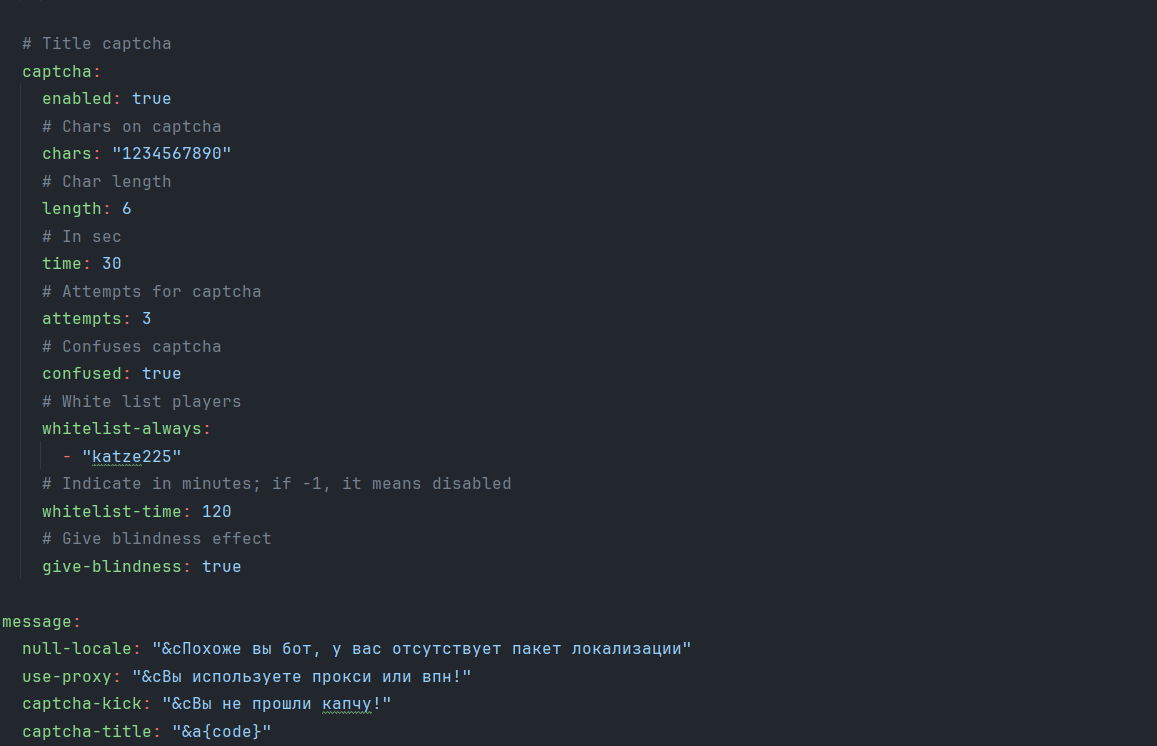 # Title captcha
captcha:
enabled: true
# Chars on captcha
chars: "1234567890"
# Char length
length: 6
# In sec
time: 30
# Attempts for captcha
attempts: 3
# Confuses captcha
confused: true
# White list players
whitelist-always:
- "katze225"
# Indicate in minutes; if -1, it means disabled
whitelist-time: 120
# Give blindness effect
give-blindness: true
message:
null-locale: "&cПохоже вы бот, у вас отсутствует пакет локализации"
use-proxy: "&cВы используете прокси или впн!"
captcha-kick: "&cВы не прошли капчу!"
captcha-title: "&a{code}"